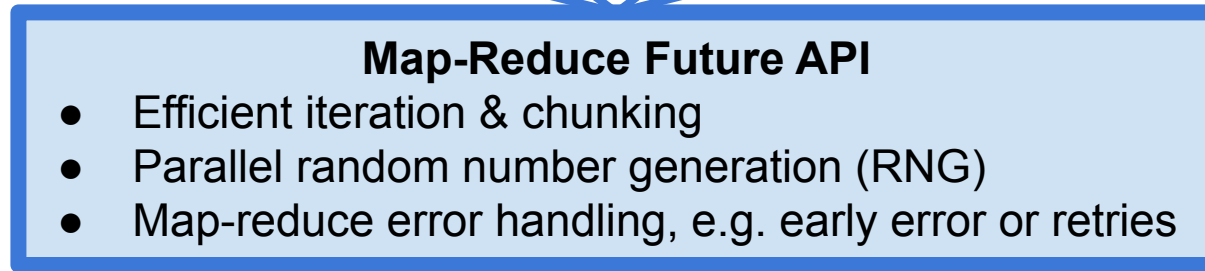 Map-Reduce Future API
● Efficient iteration & chunking
● Parallel random number generation (RNG)
● Map-reduce error handling, e.g. early error or retries